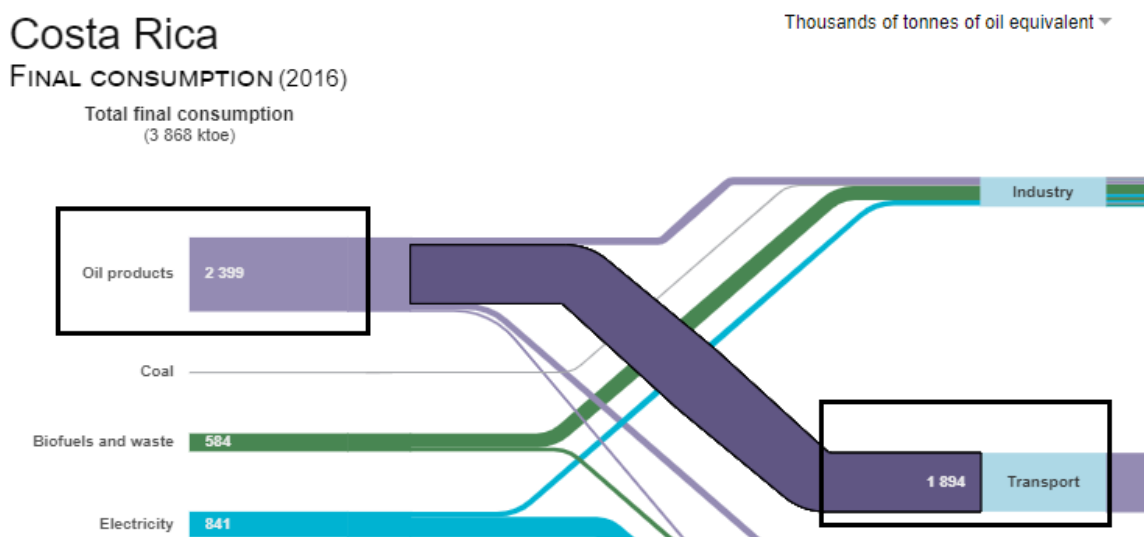 Costa Rica
Thousands of tonnes of oil equivalent
FINAL CONSUMPTION (2016)
Total final consumption
(3 868 ktoe)
Industry
Oil products 2 399
Coal
Biofuels and waste 584
1 894 Transport
Electricity 841